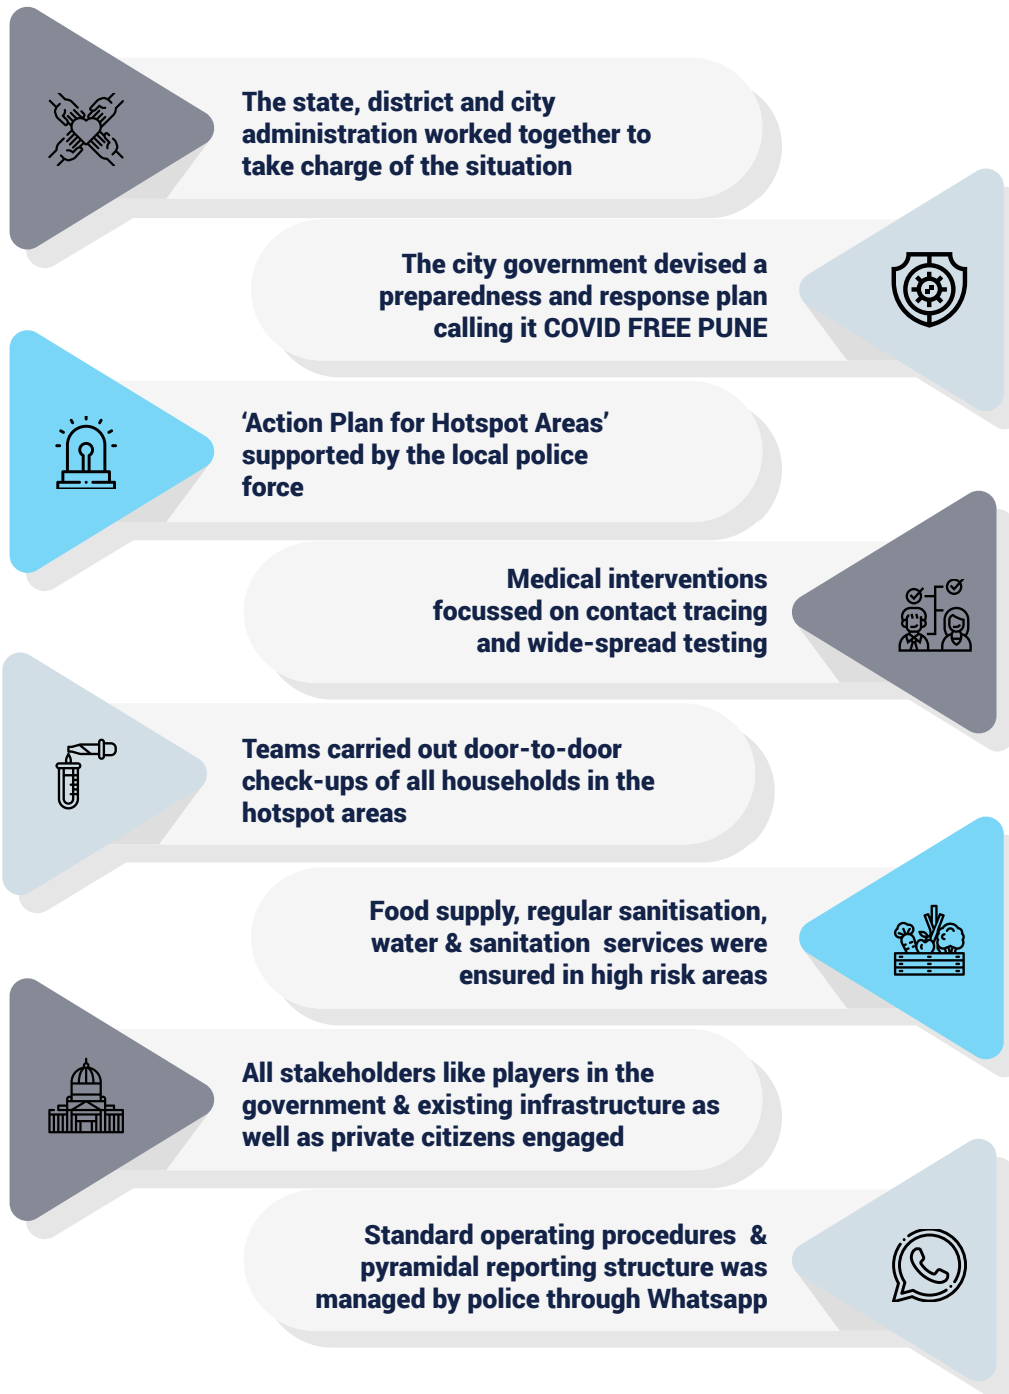 The state, district and city
administration worked together to
take charge of the situation
The city government devised a
preparedness and response plan
calling it COVID FREE PUNE
‘Action Plan for Hotspot Areas’
supported by the local police
force
Medical interventions
focussed on contact tracing
and wide-spread testing
Teams carried out door-to-door
check-ups of all households in the
hotspot areas
Food supply, regular sanitisation,
water & sanitation services were
ensured in high risk areas
All stakeholders like players in the
government & existing infrastructure as
well as private citizens engaged
Standard operating procedures &
pyramidal reporting structure was
managed by police through Whatsapp